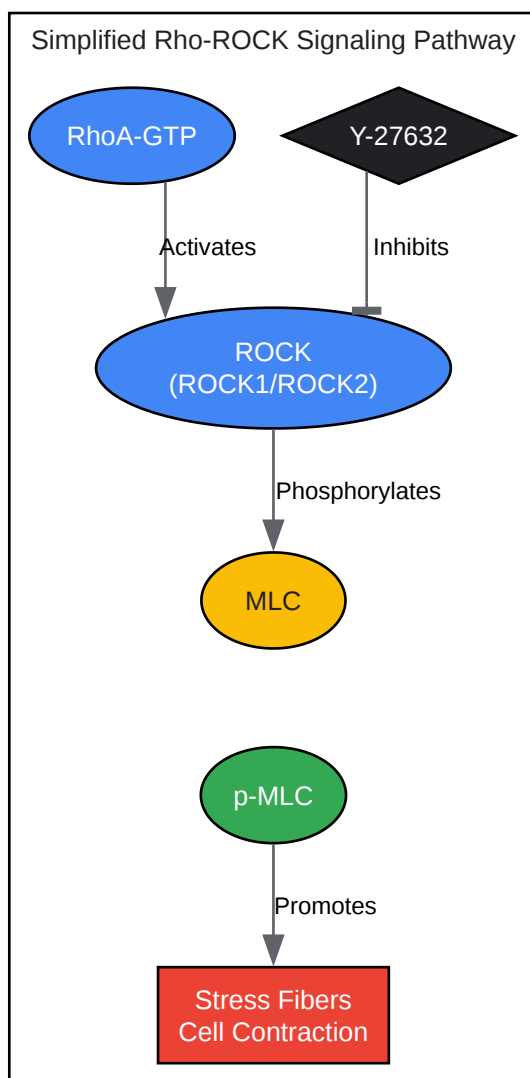 Simplified Rho-ROCK Signaling Pathway
RhoA-GTP
Y-27632
Activates
Inhibits
ROCK
(ROCK1/ROCK2)
Phosphorylates
MLC
p-MLC
Promotes
Stress Fibers
Cell Contraction